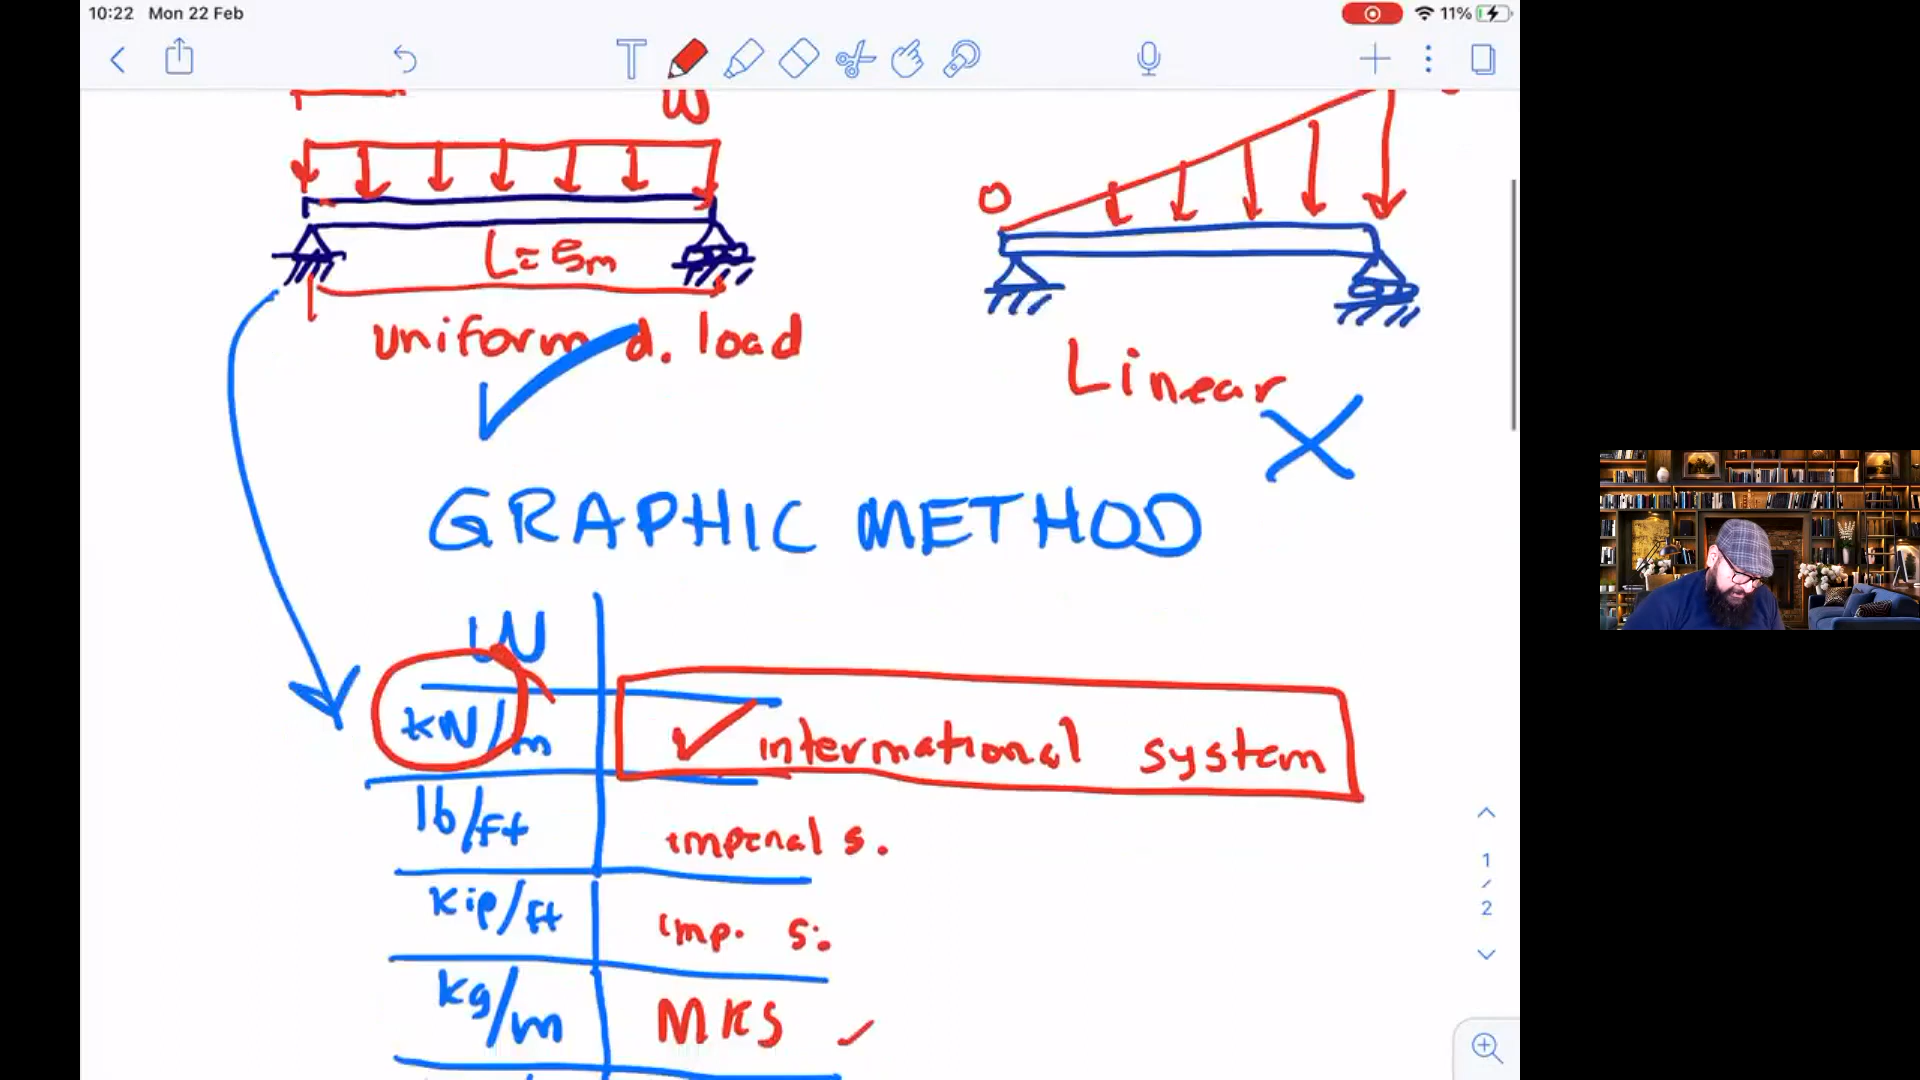 10:22 Mon 22 Feb
11%
T
W
0
L = 5m
uniform d. load
Linear
GRAPHIC METHOD
W
kN/m
international system
lb/ft
imperial s.
kip/ft
imp. s.
kg/m
MKS
1
/
2